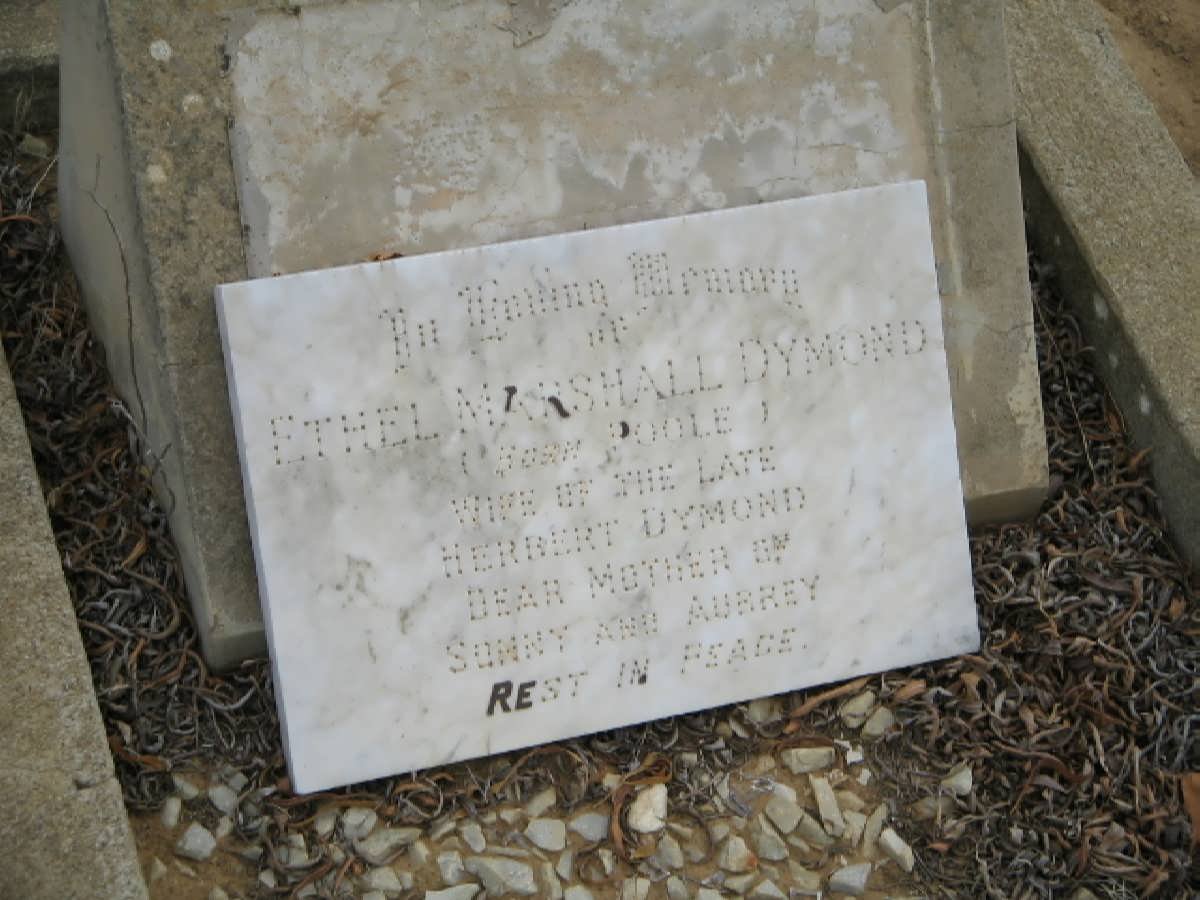 In Loving Memory
of
ETHEL MARSHALL DYMOND
( BORN POOLE )
WIFE OF THE LATE
HERBERT DYMOND
DEAR MOTHER OF
SONNY AND AUBREY
REST IN PEACE.